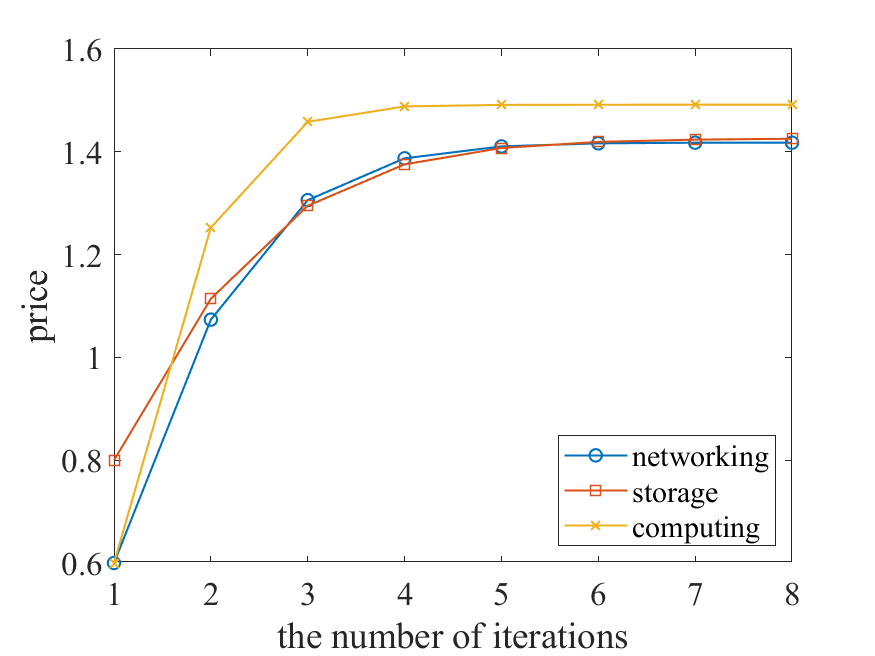 1.6
1.4
1.2
1
0.8
0.6
price
networking
storage
computing
1 2 3 4 5 6 7 8
the number of iterations